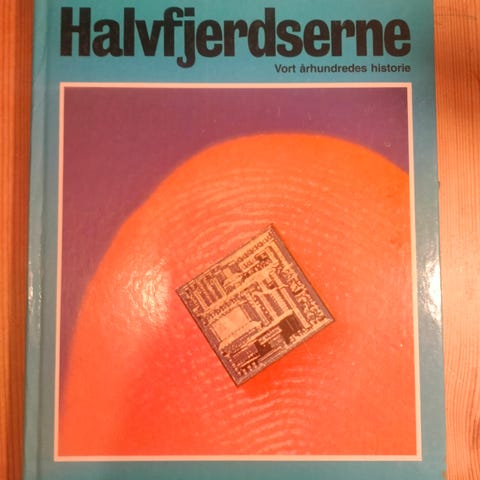 Halvfjerdserne
Vort århundredes historie